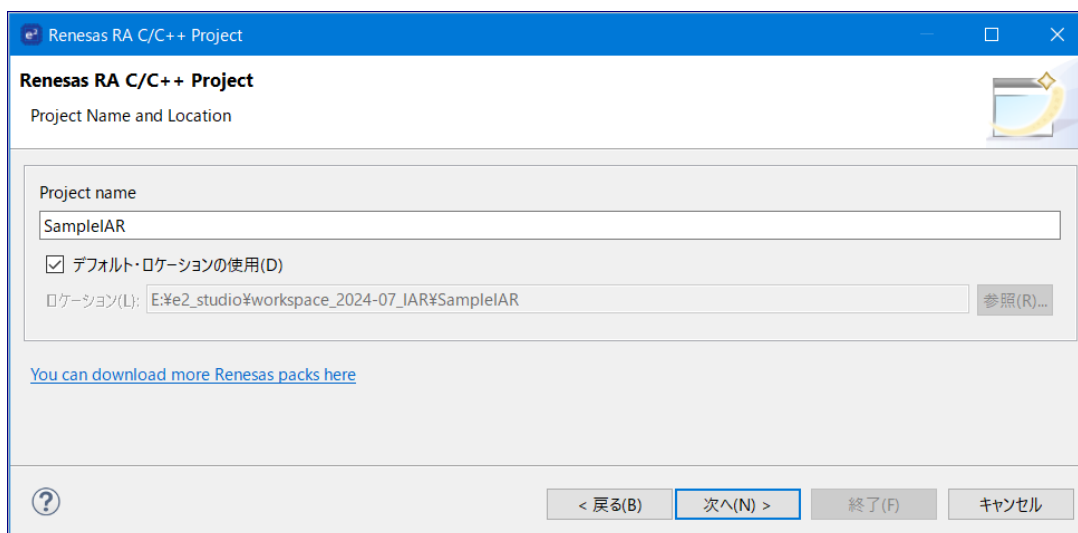 e² Renesas RA C/C++ Project
Renesas RA C/C++ Project
Project Name and Location
Project name
SampleIAR
デフォルト・ロケーションの使用(D)
ロケーション(L): E:¥e2_studio¥workspace_2024-07_IAR¥SampleIAR 参照(R)...
You can download more Renesas packs here
? < 戻る(B) 次へ(N) > 終了(F) キャンセル